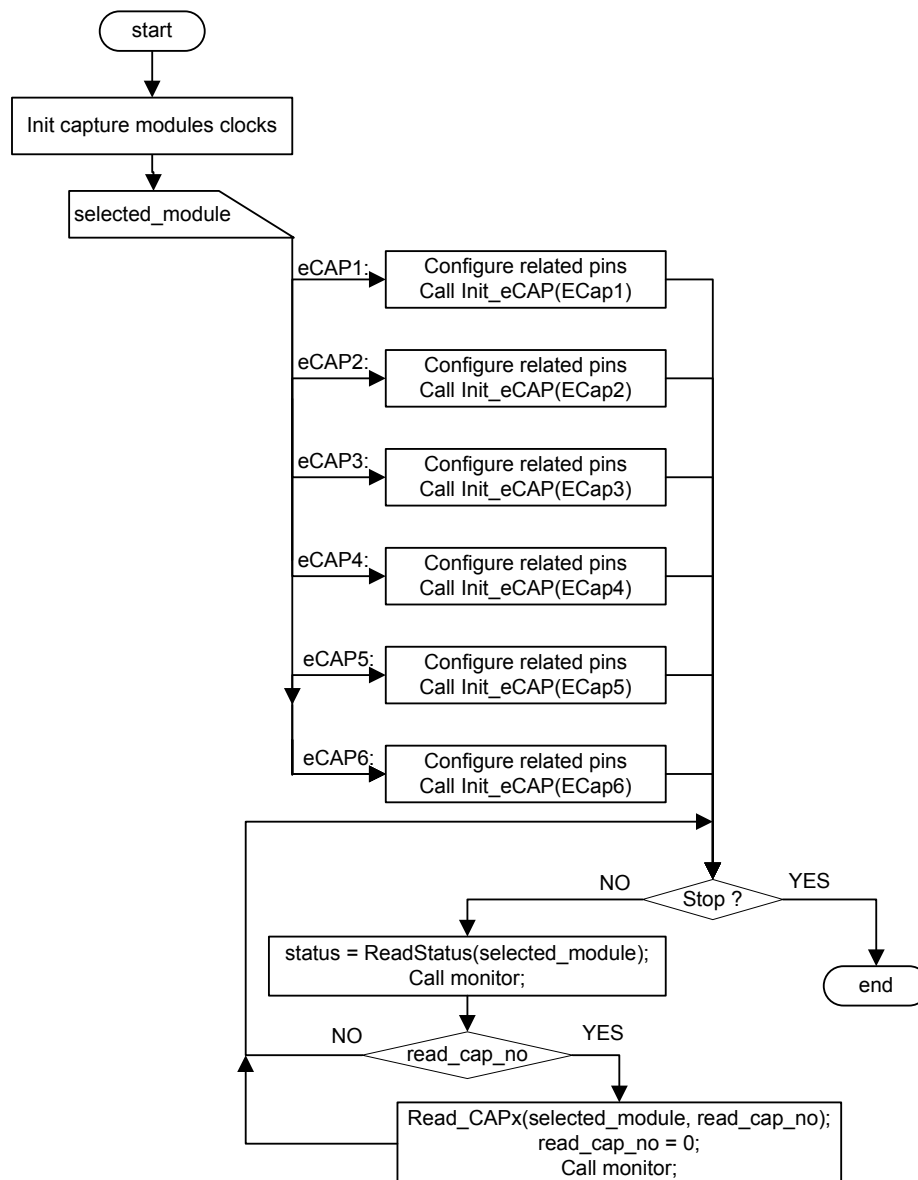 start
Init capture modules clocks
selected_module
eCAP1:
Configure related pins
Call Init_eCAP(ECap1)
eCAP2:
Configure related pins
Call Init_eCAP(ECap2)
eCAP3:
Configure related pins
Call Init_eCAP(ECap3)
eCAP4:
Configure related pins
Call Init_eCAP(ECap4)
eCAP5:
Configure related pins
Call Init_eCAP(ECap5)
eCAP6:
Configure related pins
Call Init_eCAP(ECap6)
NO
YES
Stop ?
status = ReadStatus(selected_module);
Call monitor;
end
NO
YES
read_cap_no
Read_CAPx(selected_module, read_cap_no);
read_cap_no = 0;
Call monitor;